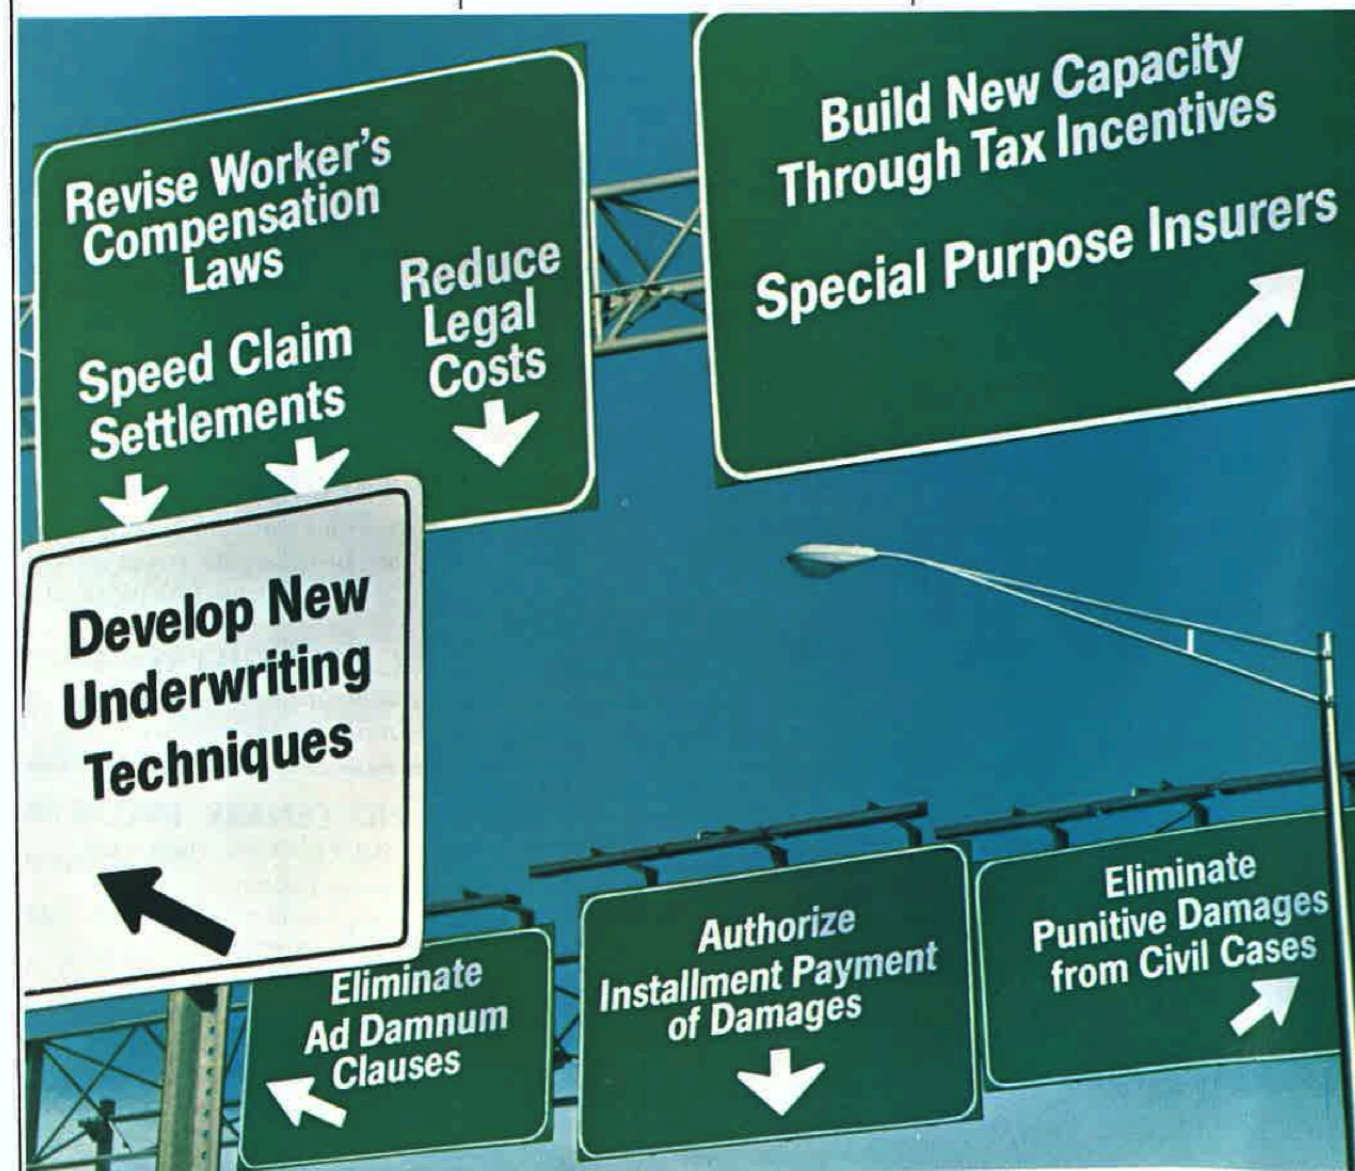 Revise Worker's
Compensation
Laws
Speed Claim
Settlements
Reduce
Legal
Costs
Build New Capacity
Through Tax Incentives
Special Purpose Insurers
Develop New
Underwriting
Techniques
Eliminate
Ad Damnum
Clauses
Authorize
Installment Payment
of Damages
Eliminate
Punitive Damages
from Civil Cases